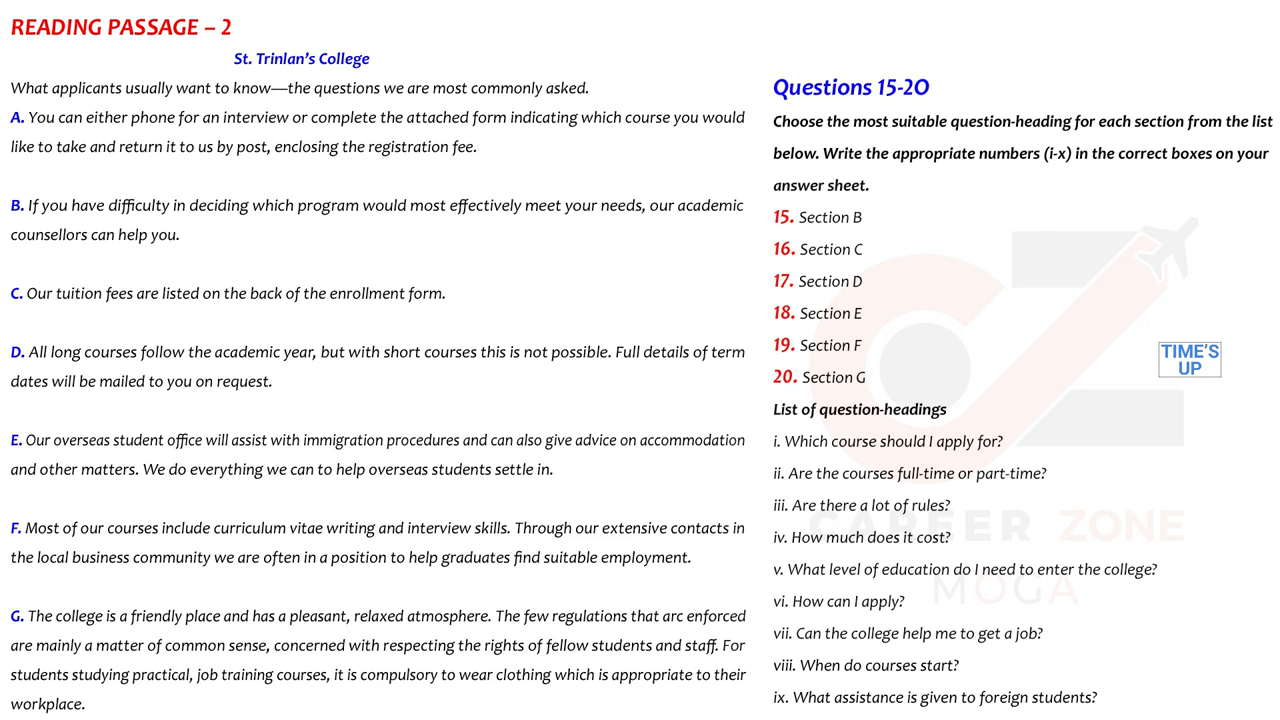 READING PASSAGE – 2
St. Trinlan's College
What applicants usually want to know—the questions we are most commonly asked.
A. You can either phone for an interview or complete the attached form indicating which course you would
like to take and return it to us by post, enclosing the registration fee.
B. If you have difficulty in deciding which program would most effectively meet your needs, our academic
counsellors can help you.
C. Our tuition fees are listed on the back of the enrollment form.
D. All long courses follow the academic year, but with short courses this is not possible. Full details of term
dates will be mailed to you on request.
E. Our overseas student office will assist with immigration procedures and can also give advice on accommodation
and other matters. We do everything we can to help overseas students settle in.
F. Most of our courses include curriculum vitae writing and interview skills. Through our extensive contacts in
the local business community we are often in a position to help graduates find suitable employment.
G. The college is a friendly place and has a pleasant, relaxed atmosphere. The few regulations that arc enforced
are mainly a matter of common sense, concerned with respecting the rights of fellow students and staff. For
students studying practical, job training courses, it is compulsory to wear clothing which is appropriate to their
workplace.
Questions 15-2O
Choose the most suitable question-heading for each section from the list
below. Write the appropriate numbers (i-x) in the correct boxes on your
answer sheet.
15. Section B
16. Section C
17. Section D
18. Section E
19. Section F
20. Section G
List of question-headings
i. Which course should I apply for?
ii. Are the courses full-time or part-time?
iii. Are there a lot of rules?
iv. How much does it cost?
v. What level of education do I need to enter the college?
vi. How can I apply?
vii. Can the college help me to get a job?
viii. When do courses start?
ix. What assistance is given to foreign students?
TIME'S
UP
CAREER ZONE
MOGA